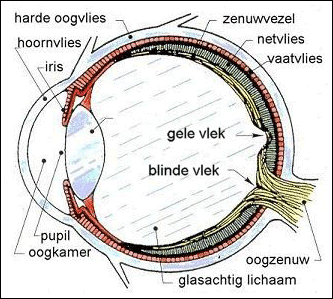 harde oogvlies
hoornvlies
iris
zenuwvezel
netvlies
vaatvlies
gele vlek
blinde vlek
pupil
oogkamer
oogzenuw
glasachtig lichaam